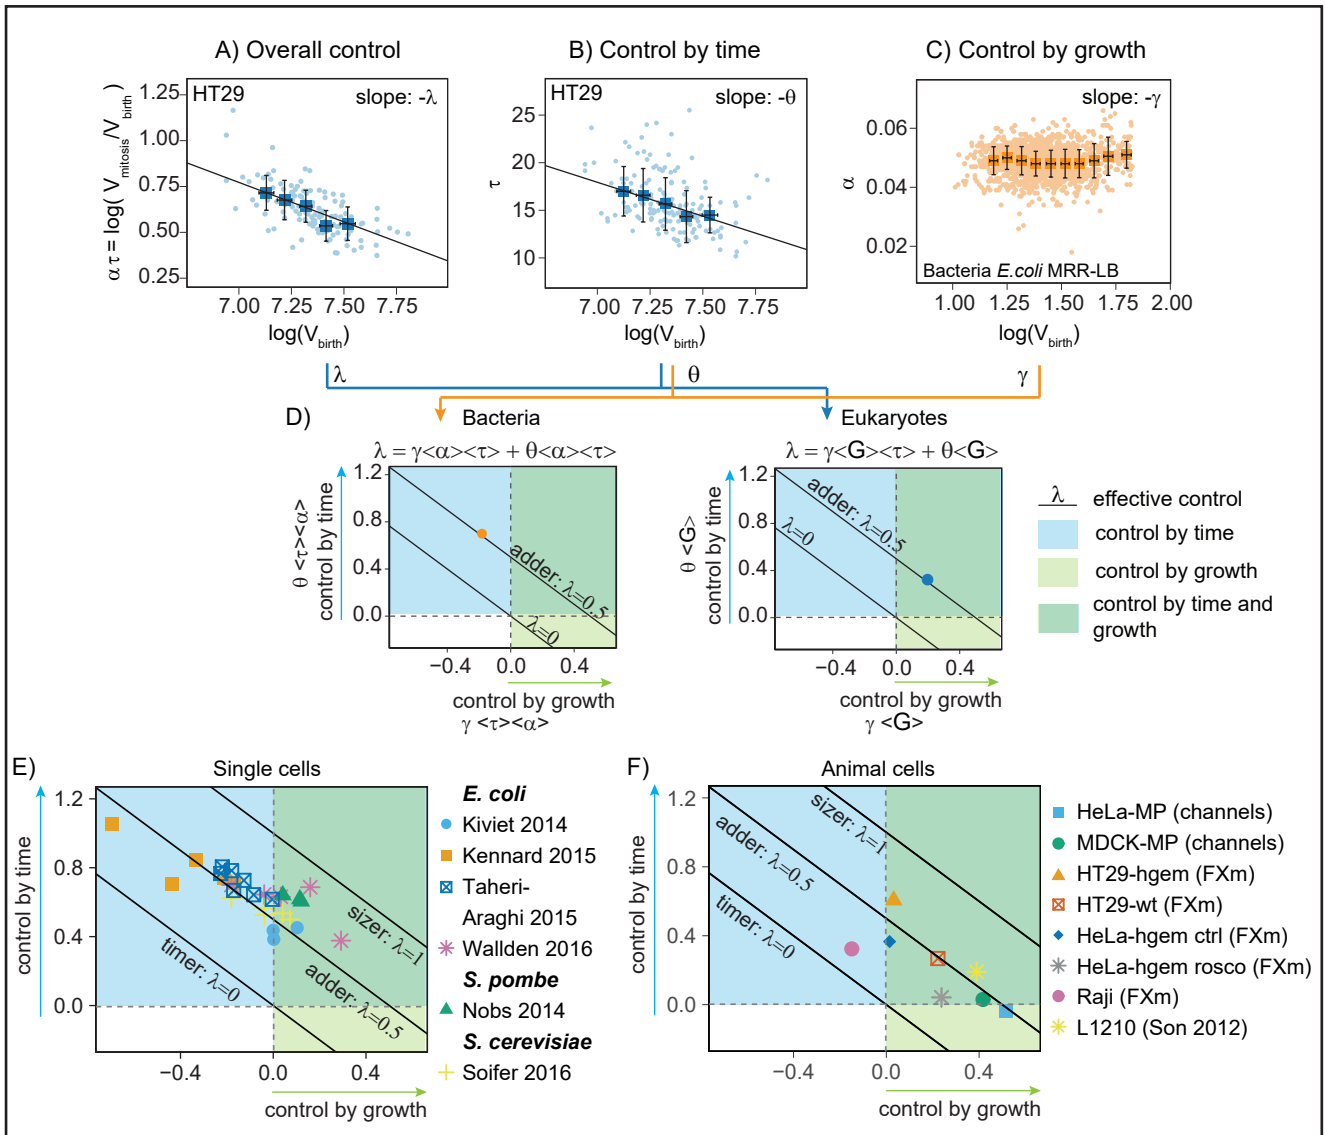 A) Overall control
B) Control by time
C) Control by growth
HT29
slope: -λ
1.25
1.00
0.75
0.50
0.25
α τ = log( V_mitosis/V_birth )
7.00 7.25 7.50 7.75
log(V_birth)
HT29
slope: -θ
25
20
15
10
τ
7.00 7.25 7.50 7.75
log(V_birth)
slope: -γ
0.06
0.04
0.02
α
Bacteria E.coli MRR-LB
1.00 1.25 1.50 1.75 2.00
log(V_birth)
λ
θ
γ
D)
Bacteria
λ = γ<α><τ> + θ<α><τ>
1.2
0.8
0.4
0.0
θ <τ><α>
control by time
adder: λ=0.5
λ=0
−0.4 0.0 0.4
control by growth
γ <τ><α>
Eukaryotes
λ = γ<G><τ> + θ<G>
1.2
0.8
0.4
0.0
θ <G>
control by time
adder: λ=0.5
λ=0
−0.4 0.0 0.4
control by growth
γ <G>
λ effective control
control by time
control by growth
control by time and
growth
E)
Single cells
1.2
0.8
0.4
0.0
control by time
sizer: λ=1
adder: λ=0.5
timer: λ=0
−0.4 0.0 0.4
control by growth
E. coli
Kiviet 2014
Kennard 2015
Taheri-
Araghi 2015
Wallden 2016
S. pombe
Nobs 2014
S. cerevisiae
Soifer 2016
F)
Animal cells
1.2
0.8
0.4
0.0
control by time
sizer: λ=1
adder: λ=0.5
timer: λ=0
−0.4 0.0 0.4
control by growth
HeLa-MP (channels)
MDCK-MP (channels)
HT29-hgem (FXm)
HT29-wt (FXm)
HeLa-hgem ctrl (FXm)
HeLa-hgem rosco (FXm)
Raji (FXm)
L1210 (Son 2012)